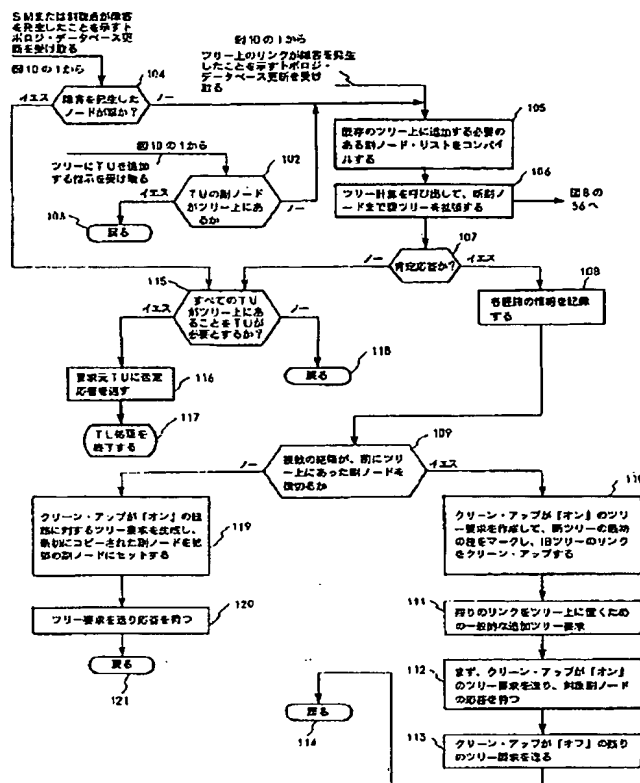 SMまたは制御点が障害
を発生したことを示すト
ポロジ・データベース更
新を受け取る
図10の1から
104
障害を発生した
ノードが葉か?
イエス
ノー
図10の1から
ツリー上のリンクが障害を発生
したことを示すトポロジ・
データベース更新を受け
取る
105
既存のツリー上に追加する必要の
ある副ノード・リストをコンパイ
ルする
図10の1から
ツリーにTUを追加
する指示を受け取る
102
TUの副ノード
がツリー上にあ
るか
イエス
ノー
103
戻る
106
ツリー計算を呼び出して、新副ノ
ードまで現ツリーを拡張する
図8の
56へ
107
肯定応答か?
ノー
イエス
108
各経路の情報を記録
する
115
すべてのTU
がツリー上にあ
ることをTUが
必要とするか?
イエス
ノー
118
戻る
116
要求元TUに否定
応答を返す
117
TL処理を
終了する
109
複数の経路が、前にツリ
ー上にあった副ノードを
横切るか
ノー
イエス
119
クリーン・アップが「オン」の経
路に対するツリー要求を生成し、
最初にコピーされた副ノードを経
路の副ノードにセットする
120
ツリー要求を送り応答を待つ
121
戻る
110
クリーン・アップが「オン」のツリ
ー要求を作成して、新ツリーの最初
の枝をマークし、旧ツリーのリンク
をクリーン・アップする
111
残りのリンクをツリー上に置くため
の一般的な追加ツリー要求
112
まず、クリーン・アップが「オン」
のツリー要求を送り、対応副ノード
の応答を待つ
113
クリーン・アップが「オフ」の残り
のツリー要求を送る
114
戻る